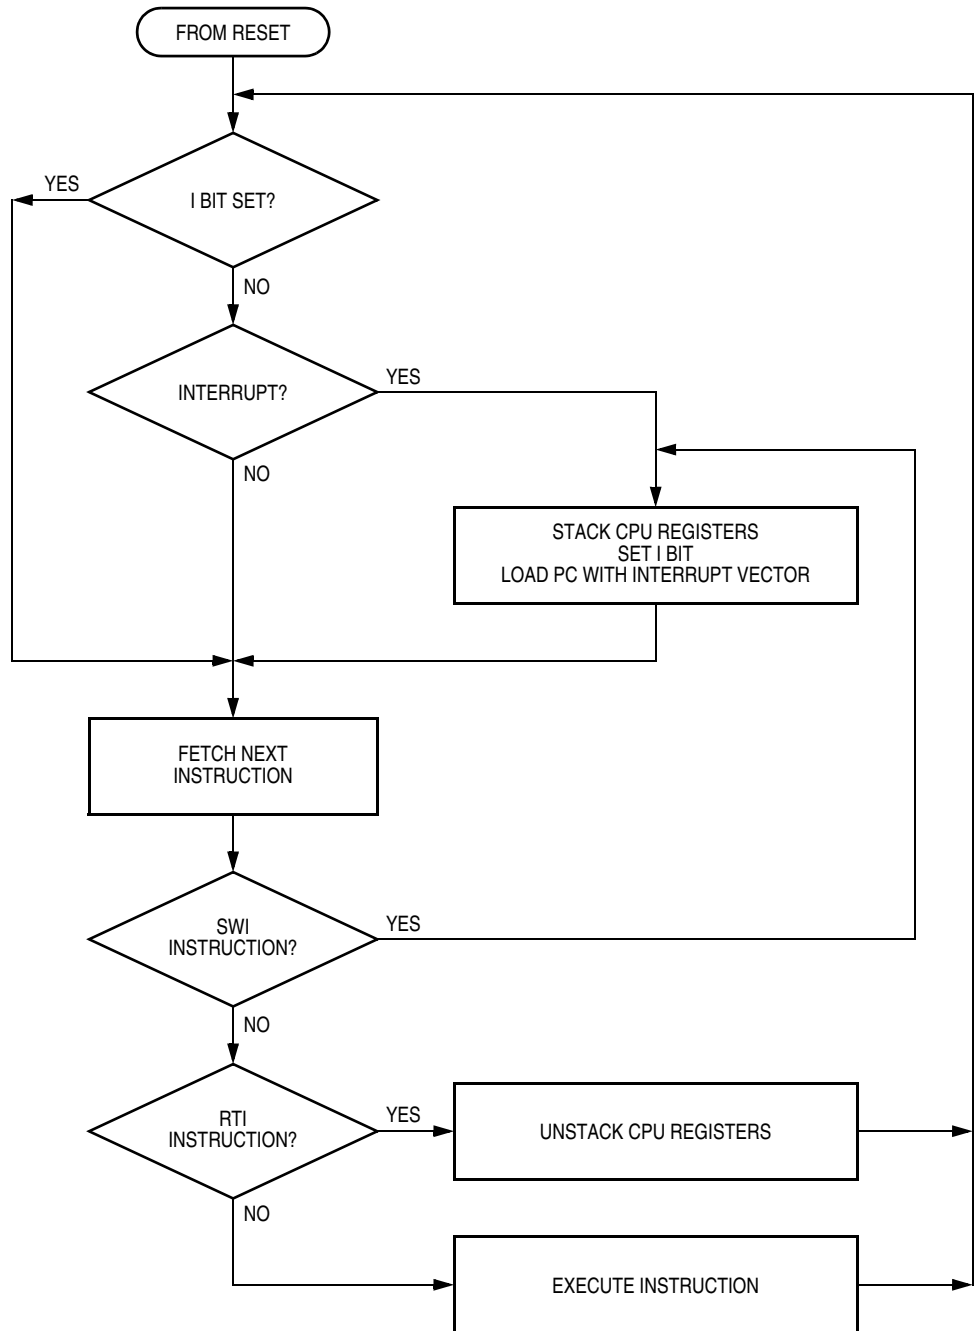 FROM RESET
YES
I BIT SET?
NO
INTERRUPT?
YES
NO
STACK CPU REGISTERS
SET I BIT
LOAD PC WITH INTERRUPT VECTOR
FETCH NEXT
INSTRUCTION
SWI
INSTRUCTION?
YES
NO
RTI
INSTRUCTION?
YES
UNSTACK CPU REGISTERS
NO
EXECUTE INSTRUCTION